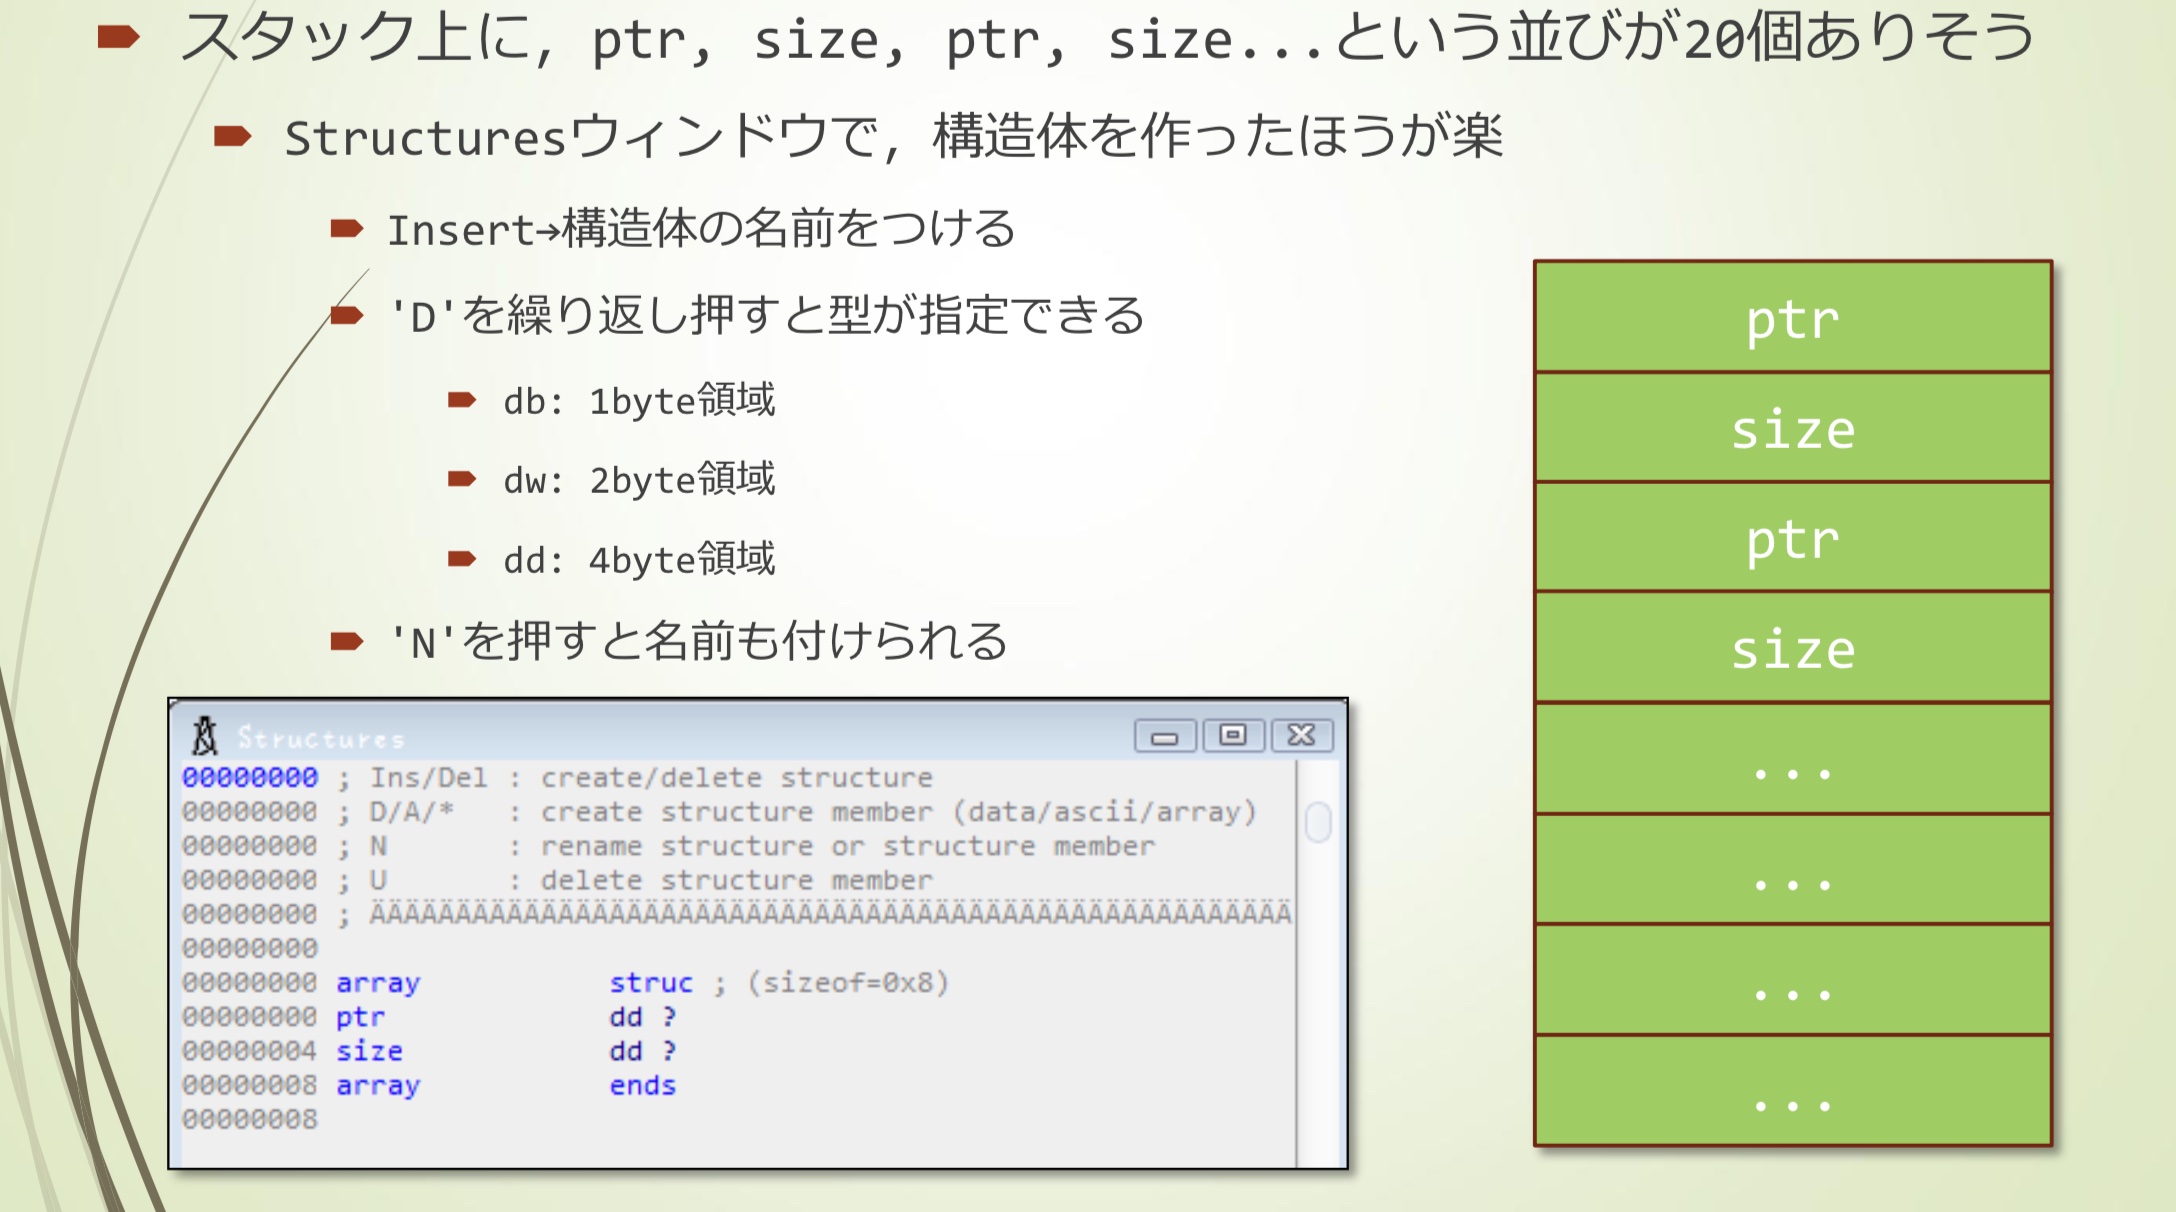 スタック上に, ptr, size, ptr, size...という並びが20個ありそう
Structuresウィンドウで, 構造体を作ったほうが楽
Insert→構造体の名前をつける
'D'を繰り返し押すと型が指定できる
db: 1byte領域
dw: 2byte領域
dd: 4byte領域
'N'を押すと名前も付けられる
Structures
00000000 ; Ins/Del : create/delete structure
00000000 ; D/A/* : create structure member (data/ascii/array)
00000000 ; N : rename structure or structure member
00000000 ; U : delete structure member
00000000 ; ÄÄÄÄÄÄÄÄÄÄÄÄÄÄÄÄÄÄÄÄÄÄÄÄÄÄÄÄÄÄÄÄÄÄÄÄÄÄÄÄÄÄÄÄÄÄÄÄÄÄÄÄÄÄ
00000000
00000000 array struc ; (sizeof=0x8)
00000000 ptr dd ?
00000004 size dd ?
00000008 array ends
00000008
ptr
size
ptr
size
...
...
...
...